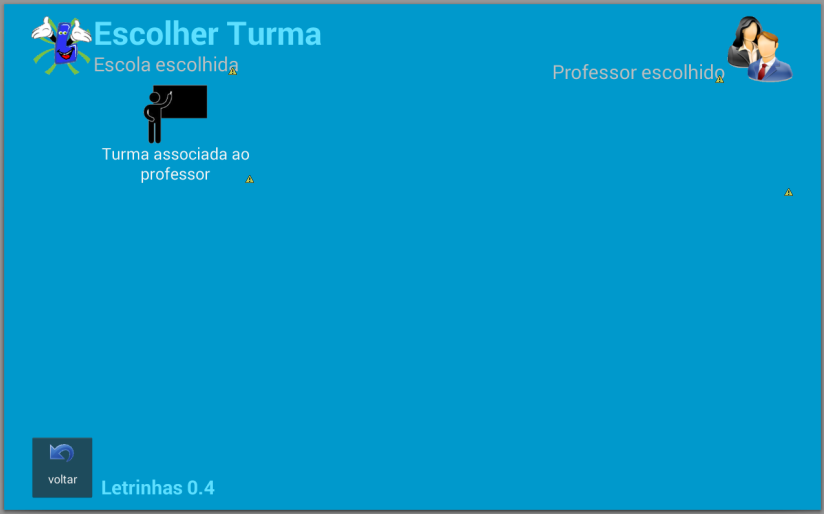 Escolher Turma
Escola escolhida
Professor escolhido
Turma associada ao
professor
voltar
Letrinhas 0.4